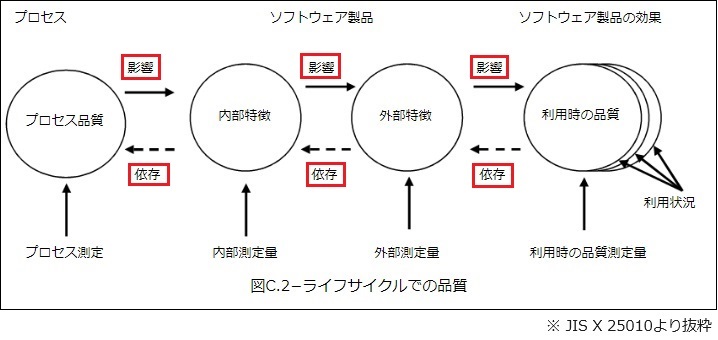 プロセス ソフトウェア製品 ソフトウェア製品の効果
影響 影響 影響
プロセス品質 内部特徴 外部特徴 利用時の品質
依存 依存 依存
利用状況
プロセス測定 内部測定量 外部測定量 利用時の品質測定量
図C.2−ライフサイクルでの品質
※ JIS X 25010より抜粋